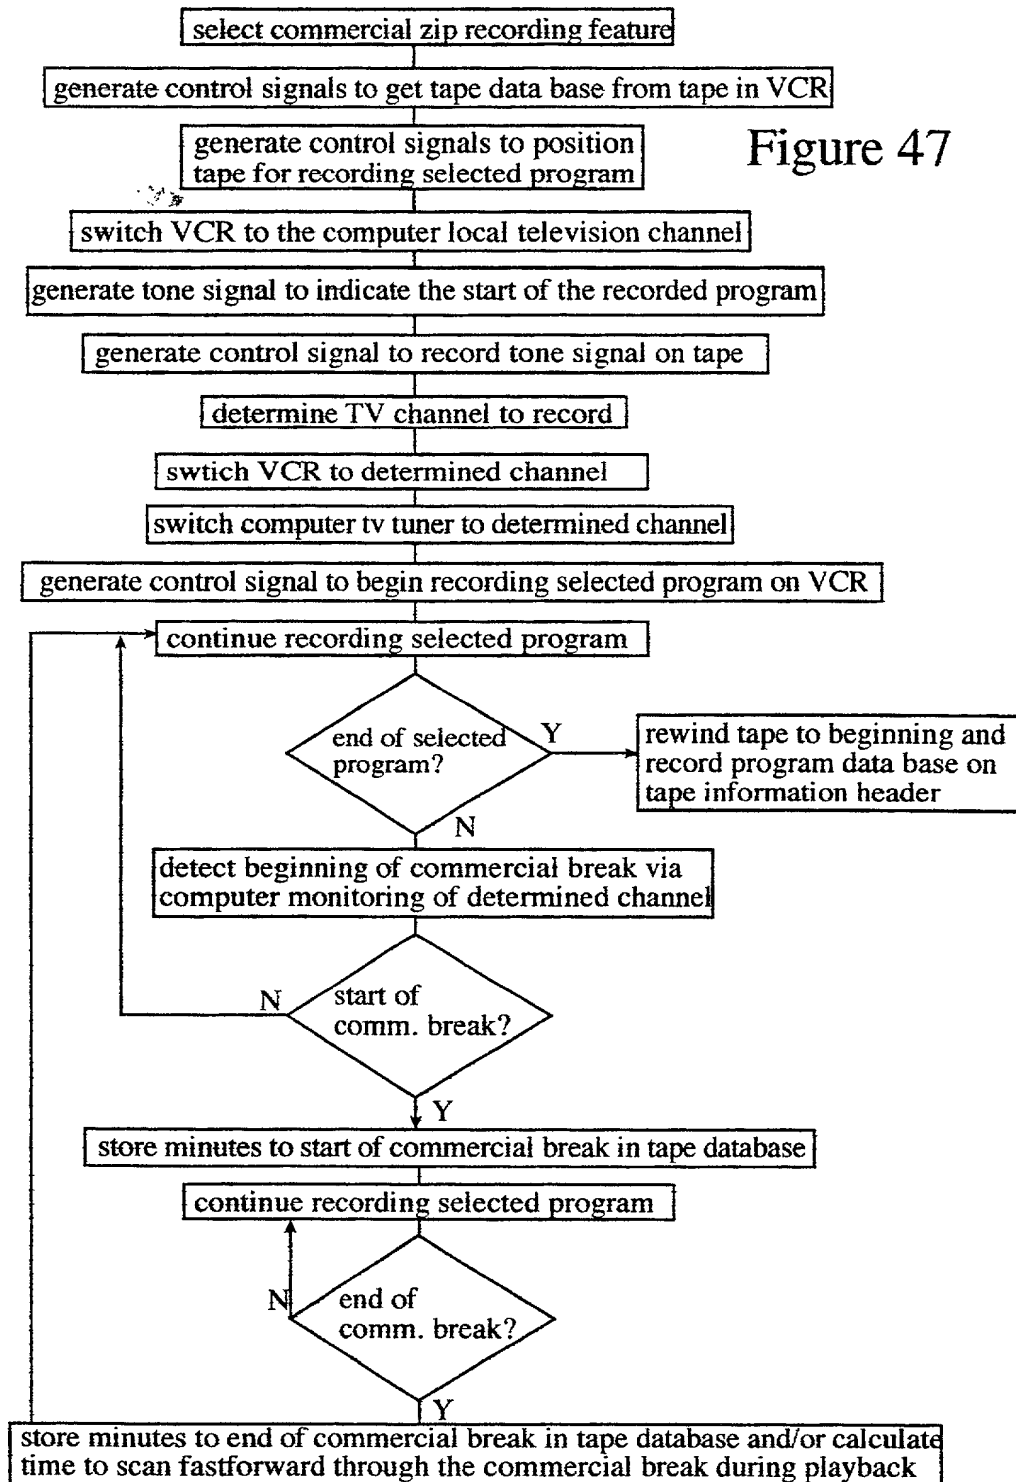 select commercial zip recording feature
generate control signals to get tape data base from tape in VCR
generate control signals to position
tape for recording selected program
Figure 47
switch VCR to the computer local television channel
generate tone signal to indicate the start of the recorded program
generate control signal to record tone signal on tape
determine TV channel to record
swtich VCR to determined channel
switch computer tv tuner to determined channel
generate control signal to begin recording selected program on VCR
continue recording selected program
end of selected
program?
Y
rewind tape to beginning and
record program data base on
tape information header
N
detect beginning of commercial break via
computer monitoring of determined channel
N
start of
comm. break?
Y
store minutes to start of commercial break in tape database
continue recording selected program
N
end of
comm. break?
Y
store minutes to end of commercial break in tape database and/or calculate
time to scan fastforward through the commercial break during playback